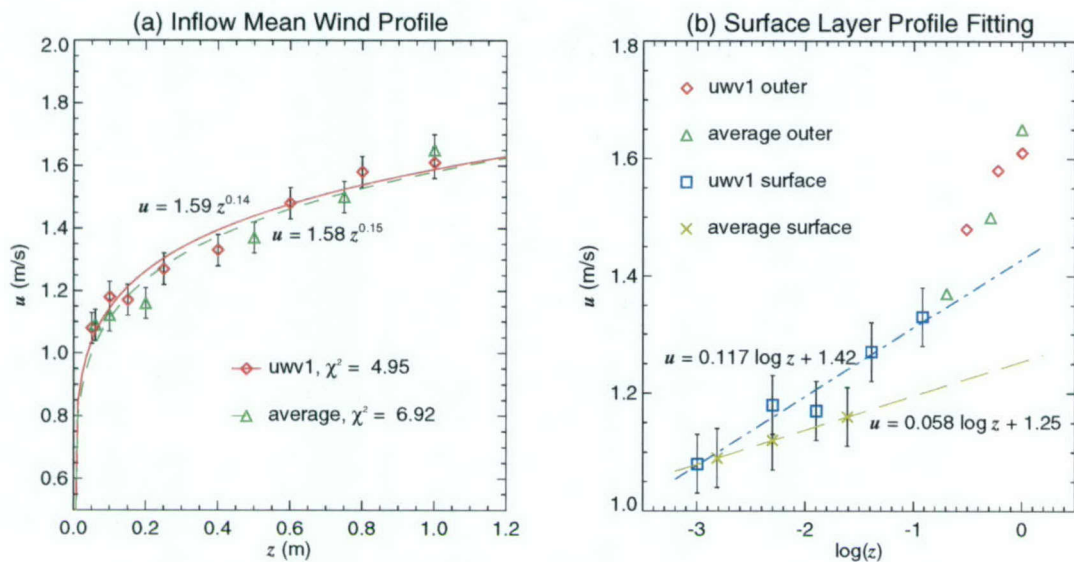 (a) Inflow Mean Wind Profile
2.0
1.8
1.6
1.4
1.2
1.0
0.8
0.6
u (m/s)
u = 1.59 z^0.14
u = 1.58 z^0.15
uwv1, χ² = 4.95
average, χ² = 6.92
0.0 0.2 0.4 0.6 0.8 1.0 1.2
z (m)
(b) Surface Layer Profile Fitting
1.8
1.6
1.4
1.2
1.0
u (m/s)
uwv1 outer
average outer
uwv1 surface
average surface
u = 0.117 log z + 1.42
u = 0.058 log z + 1.25
-3 -2 -1 0
log(z)